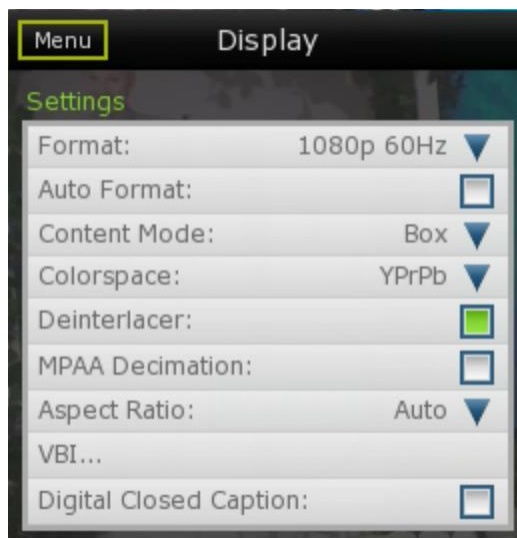 Menu Display
Settings
Format: 1080p 60Hz
Auto Format:
Content Mode: Box
Colorspace: YPrPb
Deinterlacer:
MPAA Decimation:
Aspect Ratio: Auto
VBI...
Digital Closed Caption: